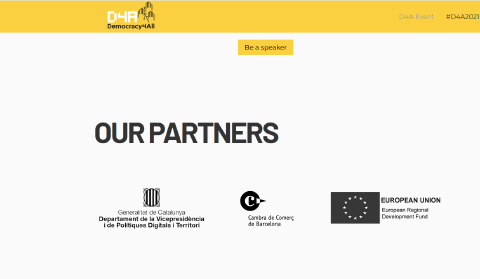 D4A
Democracy4All
D4A Event
#D4A2021
Be a speaker
OUR PARTNERS
Generalitat de Catalunya
Departament de la Vicepresidència
i de Polítiques Digitals i Territori
Cambra de Comerç
de Barcelona
EUROPEAN UNION
European Regional
Development Fund